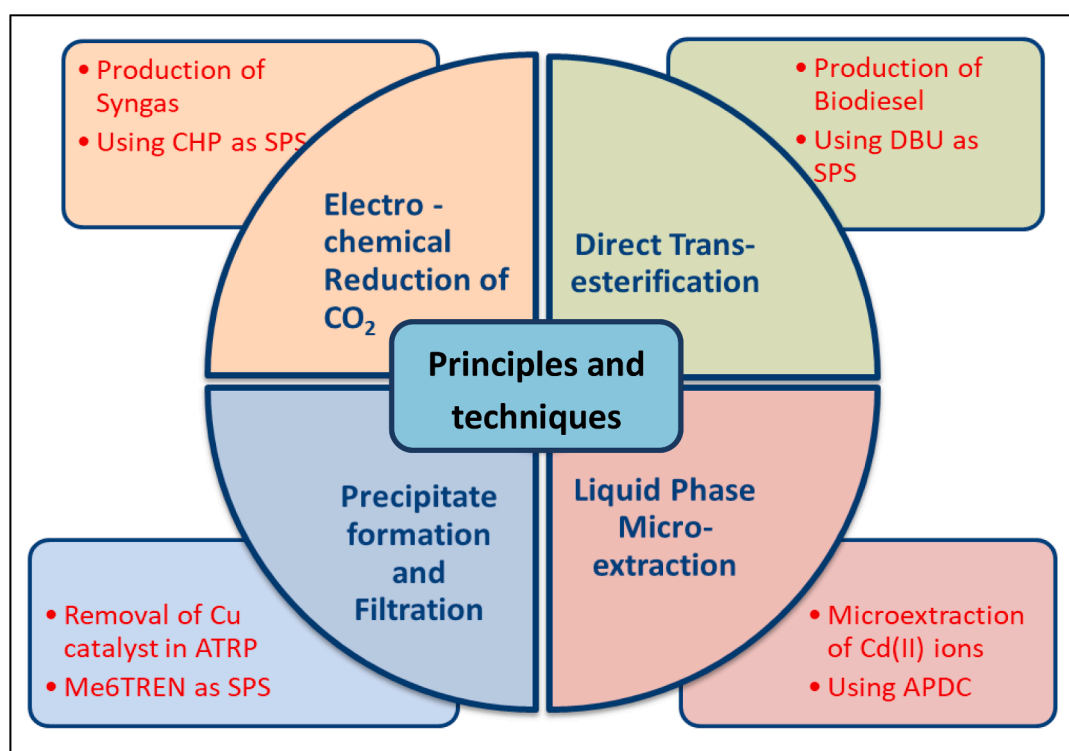 • Production of
Syngas
• Using CHP as SPS
Electro -
chemical
Reduction of
CO₂
• Production of
Biodiesel
• Using DBU as
SPS
Direct Trans-
esterification
Principles and
techniques
Precipitate
formation
and
Filtration
• Removal of Cu
catalyst in ATRP
• Me6TREN as SPS
Liquid Phase
Micro-
extraction
• Microextraction
of Cd(II) ions
• Using APDC